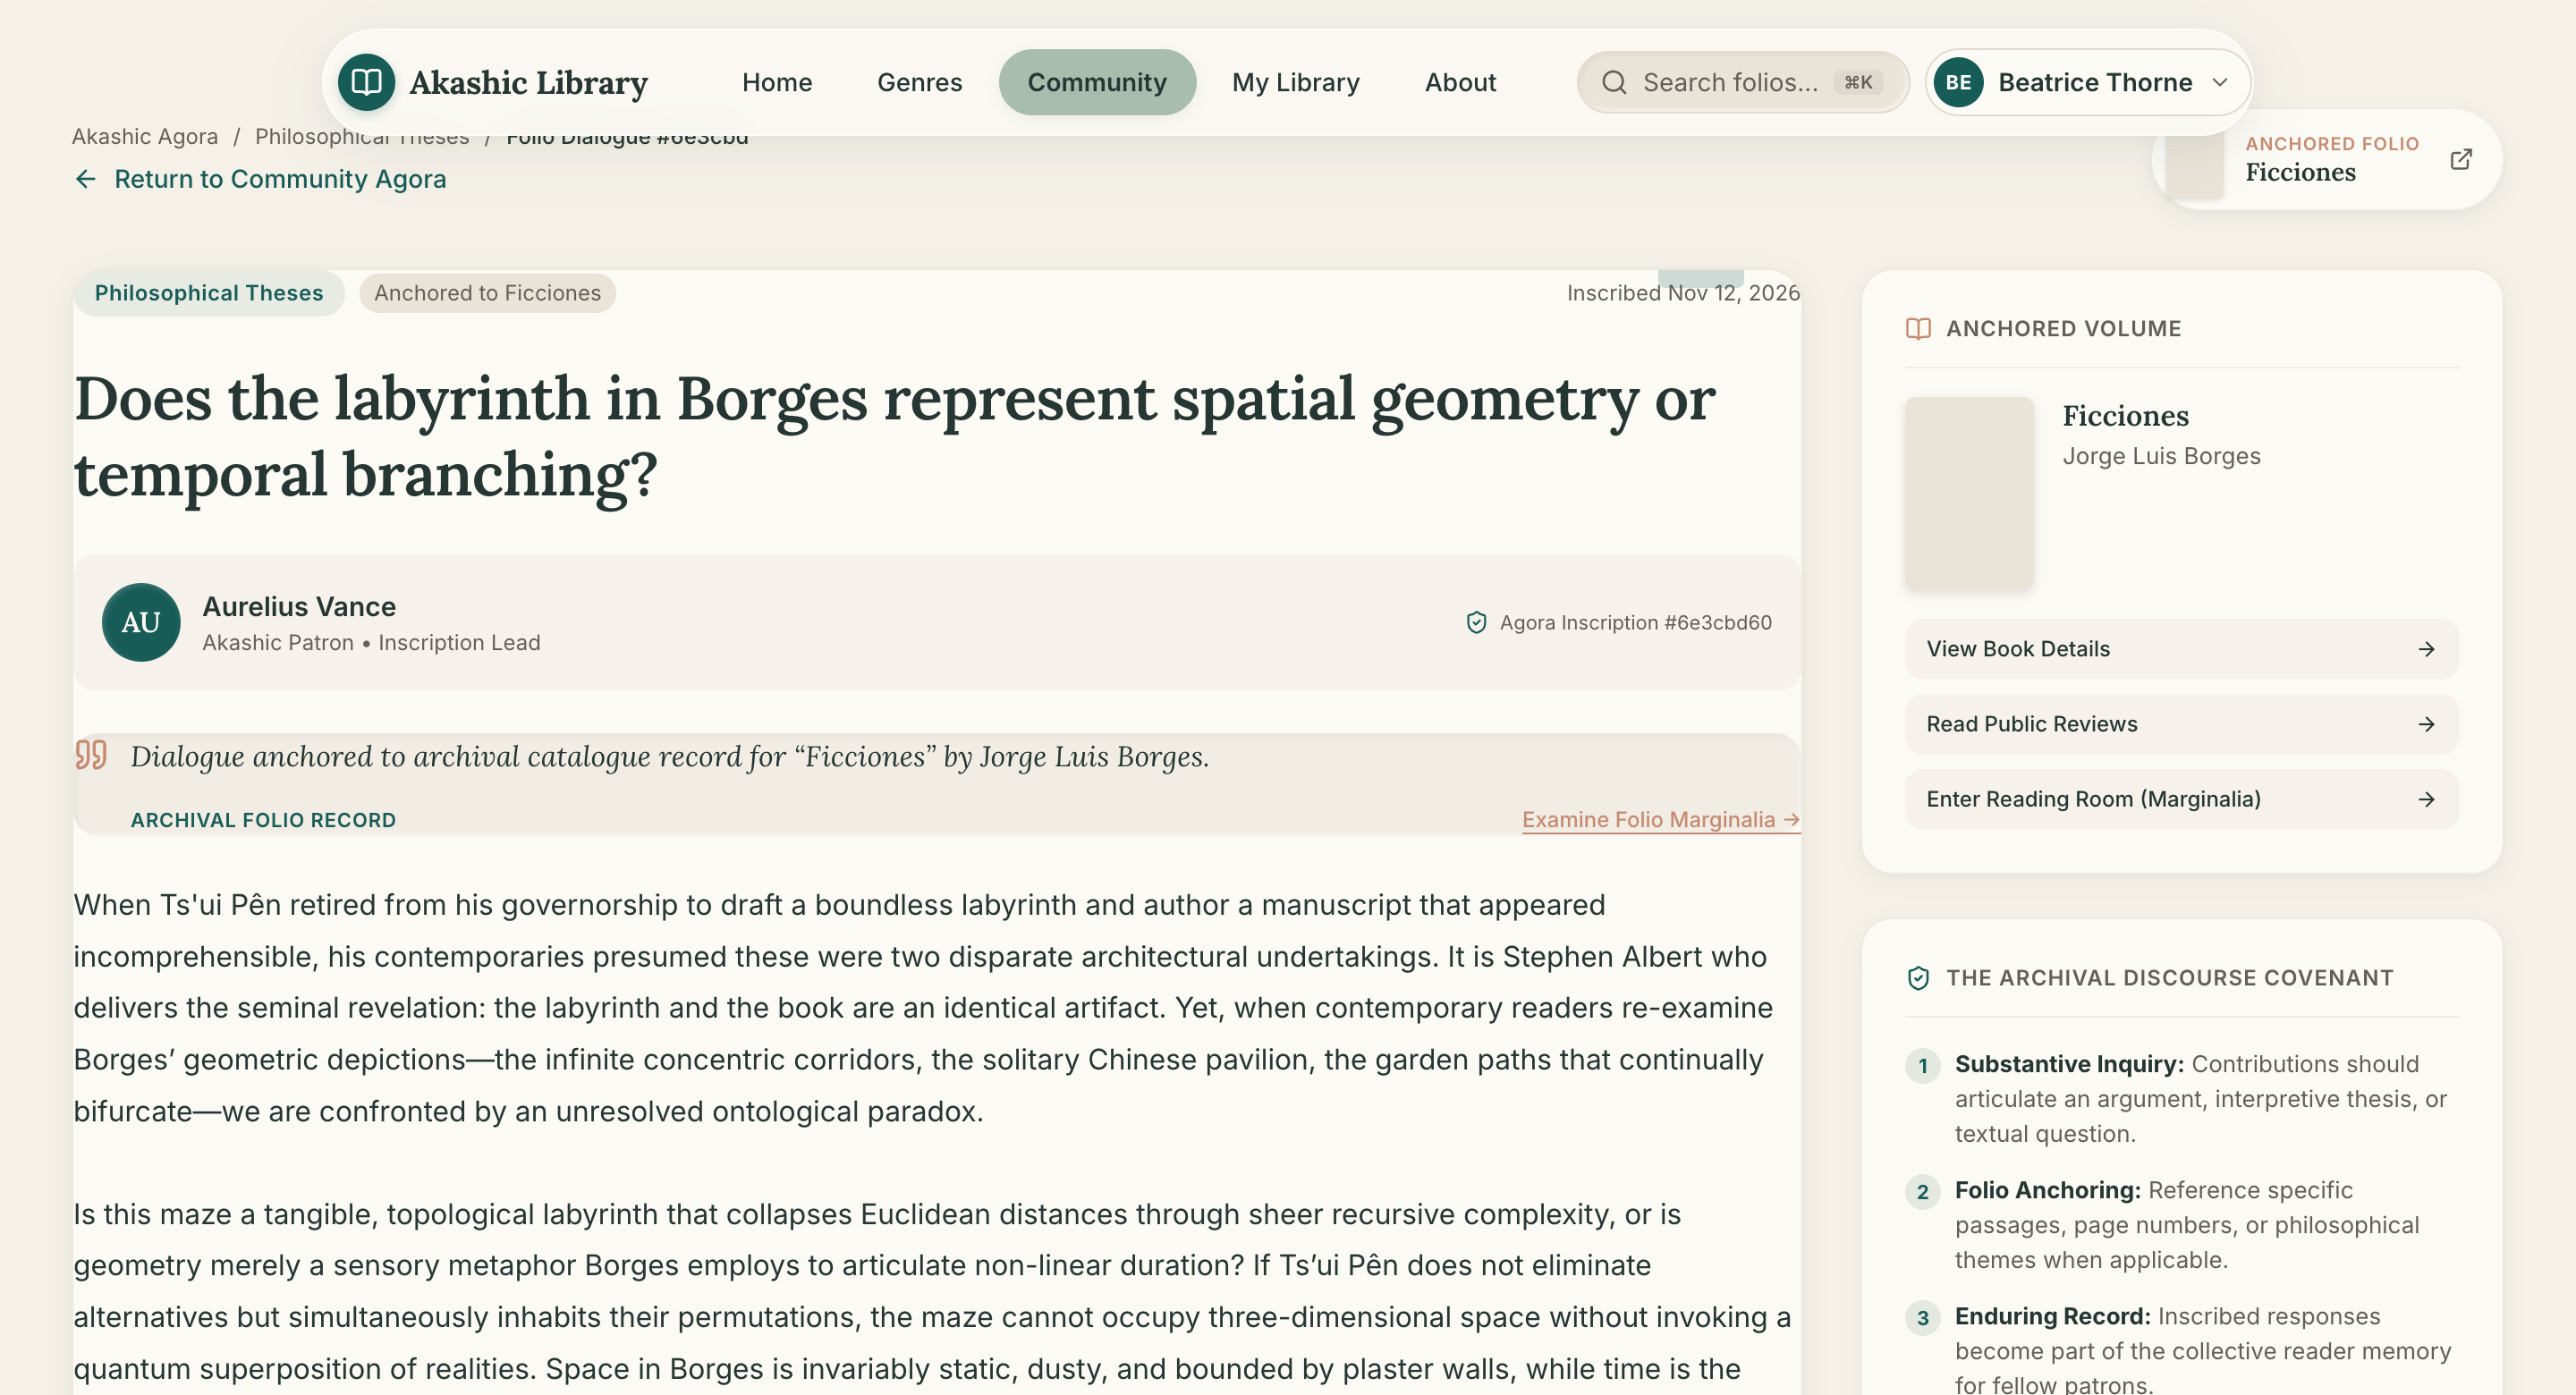 Akashic Library
Home
Genres
Community
My Library
About
Search folios...
⌘K
BE
Beatrice Thorne
Akashic Agora / Philosophical Theses / Folio Dialogue #6e3cbd
Return to Community Agora
ANCHORED FOLIO
Ficciones
Philosophical Theses
Anchored to Ficciones
Inscribed Nov 12, 2026
Does the labyrinth in Borges represent spatial geometry or
temporal branching?
AU
Aurelius Vance
Akashic Patron • Inscription Lead
Agora Inscription #6e3cbd60
Dialogue anchored to archival catalogue record for “Ficciones” by Jorge Luis Borges.
ARCHIVAL FOLIO RECORD
Examine Folio Marginalia →
When Ts'ui Pên retired from his governorship to draft a boundless labyrinth and author a manuscript that appeared
incomprehensible, his contemporaries presumed these were two disparate architectural undertakings. It is Stephen Albert who
delivers the seminal revelation: the labyrinth and the book are an identical artifact. Yet, when contemporary readers re-examine
Borges’ geometric depictions—the infinite concentric corridors, the solitary Chinese pavilion, the garden paths that continually
bifurcate—we are confronted by an unresolved ontological paradox.
Is this maze a tangible, topological labyrinth that collapses Euclidean distances through sheer recursive complexity, or is
geometry merely a sensory metaphor Borges employs to articulate non-linear duration? If Ts’ui Pên does not eliminate
alternatives but simultaneously inhabits their permutations, the maze cannot occupy three-dimensional space without invoking a
quantum superposition of realities. Space in Borges is invariably static, dusty, and bounded by plaster walls, while time is the
ANCHORED VOLUME
Ficciones
Jorge Luis Borges
View Book Details
Read Public Reviews
Enter Reading Room (Marginalia)
THE ARCHIVAL DISCOURSE COVENANT
1 Substantive Inquiry: Contributions should
articulate an argument, interpretive thesis, or
textual question.
2 Folio Anchoring: Reference specific
passages, page numbers, or philosophical
themes when applicable.
3 Enduring Record: Inscribed responses
become part of the collective reader memory
for fellow patrons.